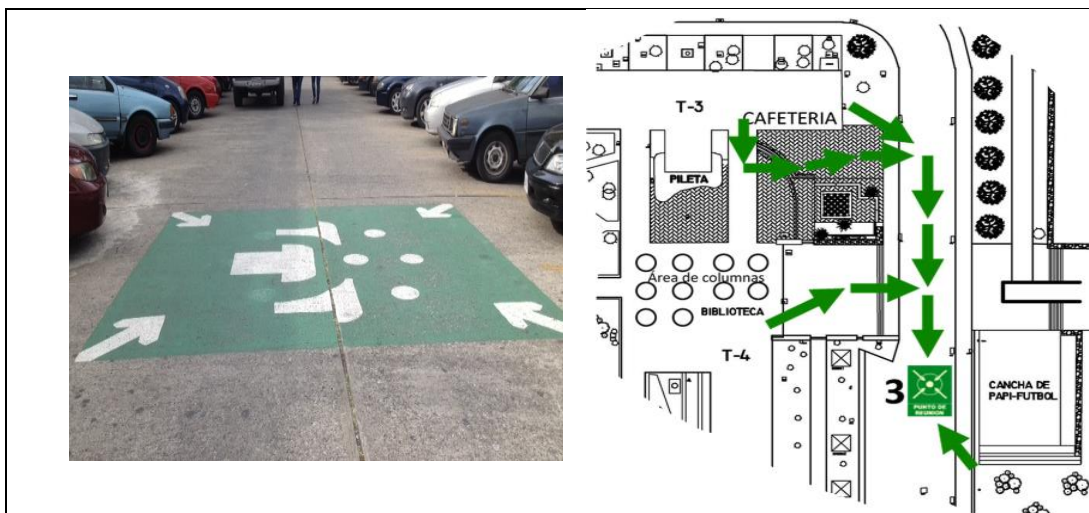 T-3
CAFETERIA
PILETA
Área de columnas
BIBLIOTECA
T-4
3
PUNTO DE
REUNION
CANCHA DE
PAPI-FUTBOL